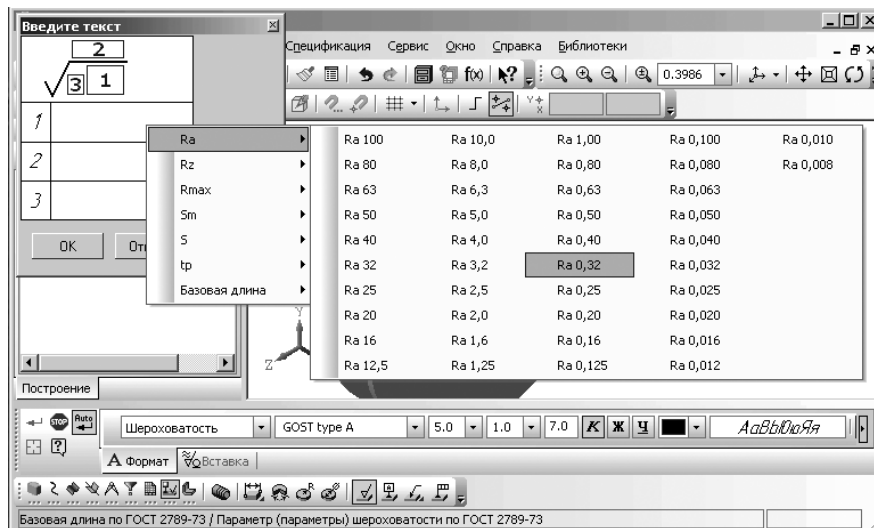 Введите текст
Спецификация Сервис Окно Справка Библиотеки
2
3 1
f(x)
0.3986
1
2
3
OK
Ra
Rz
Rmax
Sm
S
tp
Базовая длина
Ra 100 Ra 10,0 Ra 1,00 Ra 0,100 Ra 0,010
Ra 80 Ra 8,0 Ra 0,80 Ra 0,080 Ra 0,008
Ra 63 Ra 6,3 Ra 0,63 Ra 0,063
Ra 50 Ra 5,0 Ra 0,50 Ra 0,050
Ra 40 Ra 4,0 Ra 0,40 Ra 0,040
Ra 32 Ra 3,2 Ra 0,32 Ra 0,032
Ra 25 Ra 2,5 Ra 0,25 Ra 0,025
Ra 20 Ra 2,0 Ra 0,20 Ra 0,020
Ra 16 Ra 1,6 Ra 0,16 Ra 0,016
Ra 12,5 Ra 1,25 Ra 0,125 Ra 0,012
Y
Z
Построение
STOP Auto
Шероховатость GOST type A 5.0 1.0 7.0 К Ж Ч АаВbЮюЯя
А Формат Вставка
Базовая длина по ГОСТ 2789-73 / Параметр (параметры) шероховатости по ГОСТ 2789-73